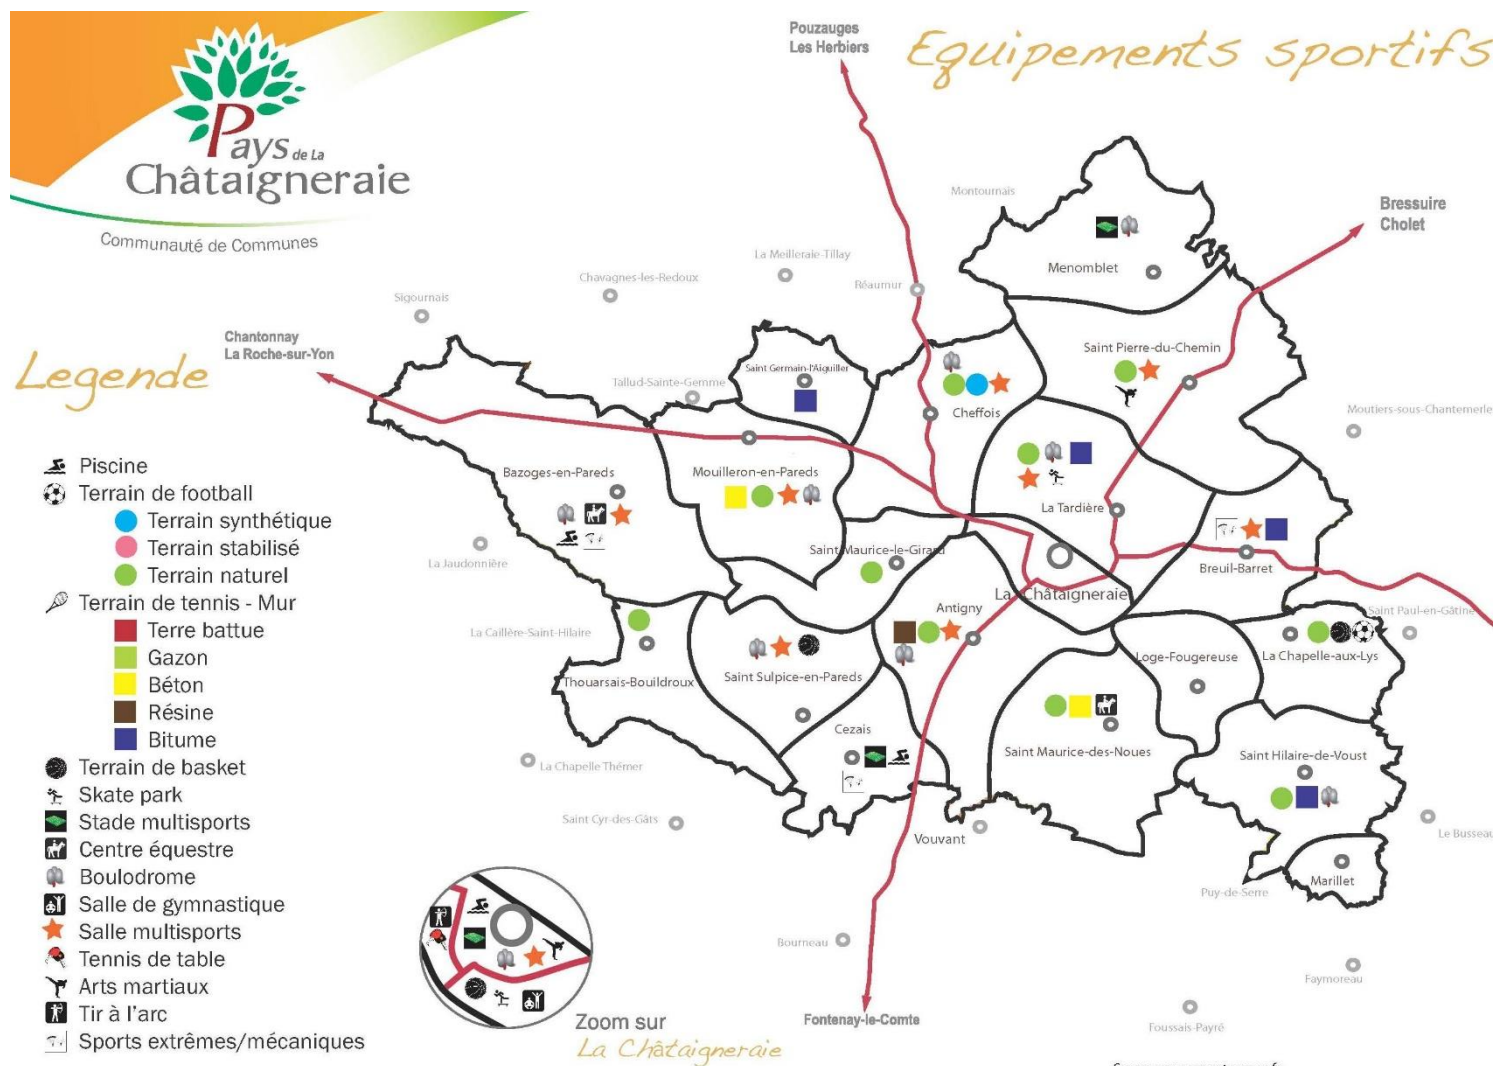 Pays de La
Châtaigneraie
Communauté de Communes
Equipements sportifs
Pouzauges
Les Herbiers
Bressuire
Cholet
Chantonnay
La Roche-sur-Yon
Montournais
La Meilleraie-Tillay
Chavagnes-les-Redoux
Sigournais
Réaumur
Menomblet
Saint Pierre-du-Chemin
Saint Germain-l'Aiguiller
Tallud-Sainte-Gemme
Cheffois
Moutiers-sous-Chantemerle
Bazoges-en-Pareds
Mouilleron-en-Pareds
La Tardière
La Jaudonnière
Saint Maurice-le-Girard
Breuil-Barret
La Châtaigneraie
Antigny
Saint Paul-en-Gâtine
La Caillère-Saint-Hilaire
Loge-Fougereuse
La Chapelle-aux-Lys
Thouarsais-Bouildroux
Saint Sulpice-en-Pareds
Cezais
Saint Maurice-des-Noues
Saint Hilaire-de-Voust
La Chapelle Thémer
Saint Cyr-des-Gâts
Vouvant
Le Busseau
Marillet
Puy-de-Serre
Bourneau
Faymoreau
Fontenay-le-Comte
Foussais-Payré
Legende
Piscine
Terrain de football
Terrain synthétique
Terrain stabilisé
Terrain naturel
Terrain de tennis - Mur
Terre battue
Gazon
Béton
Résine
Bitume
Terrain de basket
Skate park
Stade multisports
Centre équestre
Boulodrome
Salle de gymnastique
Salle multisports
Tennis de table
Arts martiaux
Tir à l'arc
Sports extrêmes/mécaniques
Zoom sur
La Châtaigneraie